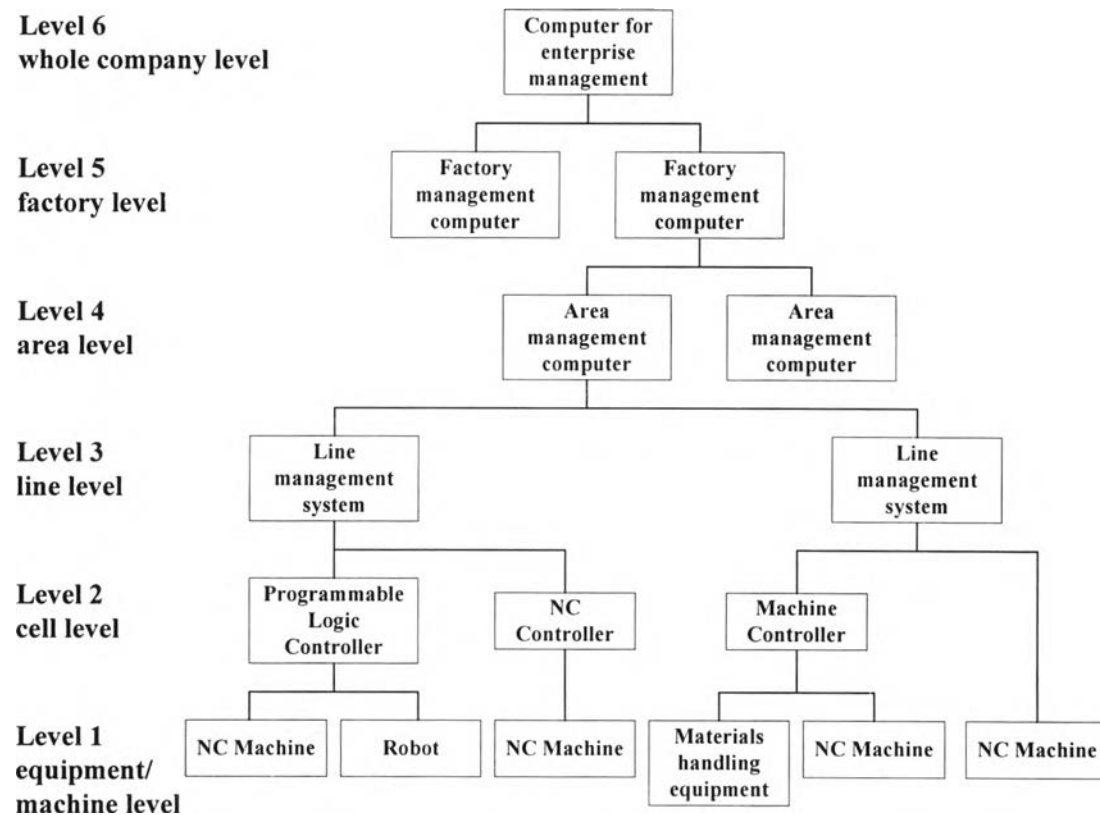 Level 6
whole company level
Computer for
enterprise
management
Level 5
factory level
Factory
management
computer
Factory
management
computer
Level 4
area level
Area
management
computer
Area
management
computer
Level 3
line level
Line
management
system
Line
management
system
Level 2
cell level
Programmable
Logic
Controller
NC
Controller
Machine
Controller
Level 1
equipment/
machine level
NC Machine
Robot
NC Machine
Materials
handling
equipment
NC Machine
NC Machine